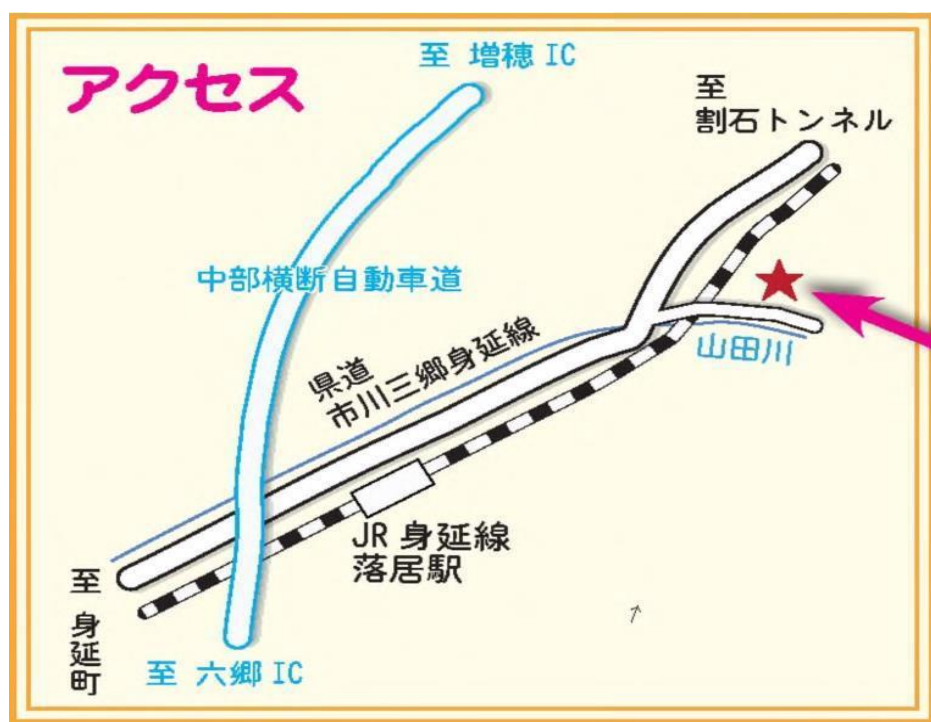 アクセス
至 増穂 IC
至
割石トンネル
中部横断自動車道
県道
市川三郷身延線
山田川
JR 身延線
落居駅
至 身延町
至 六郷 IC